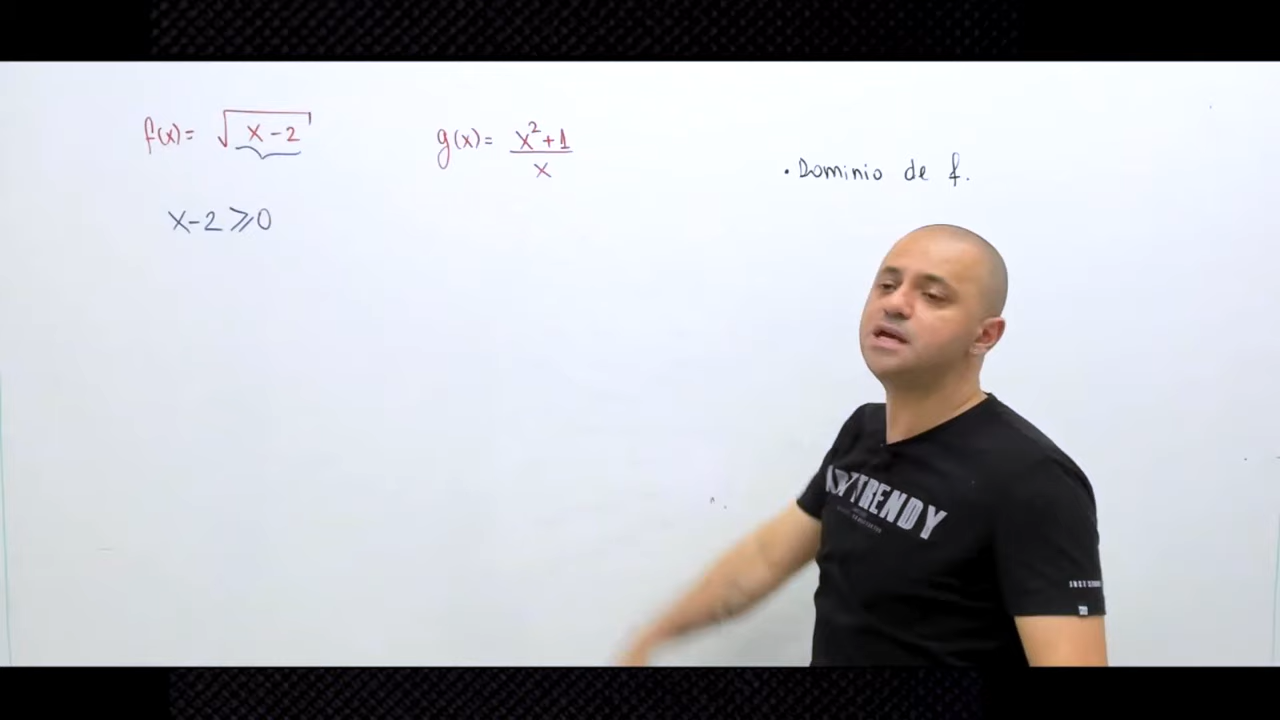 f(x) = √(x-2)
x-2 ⩾ 0
g(x) = (x²+1)/x
• Dominio de f.
TRENDY